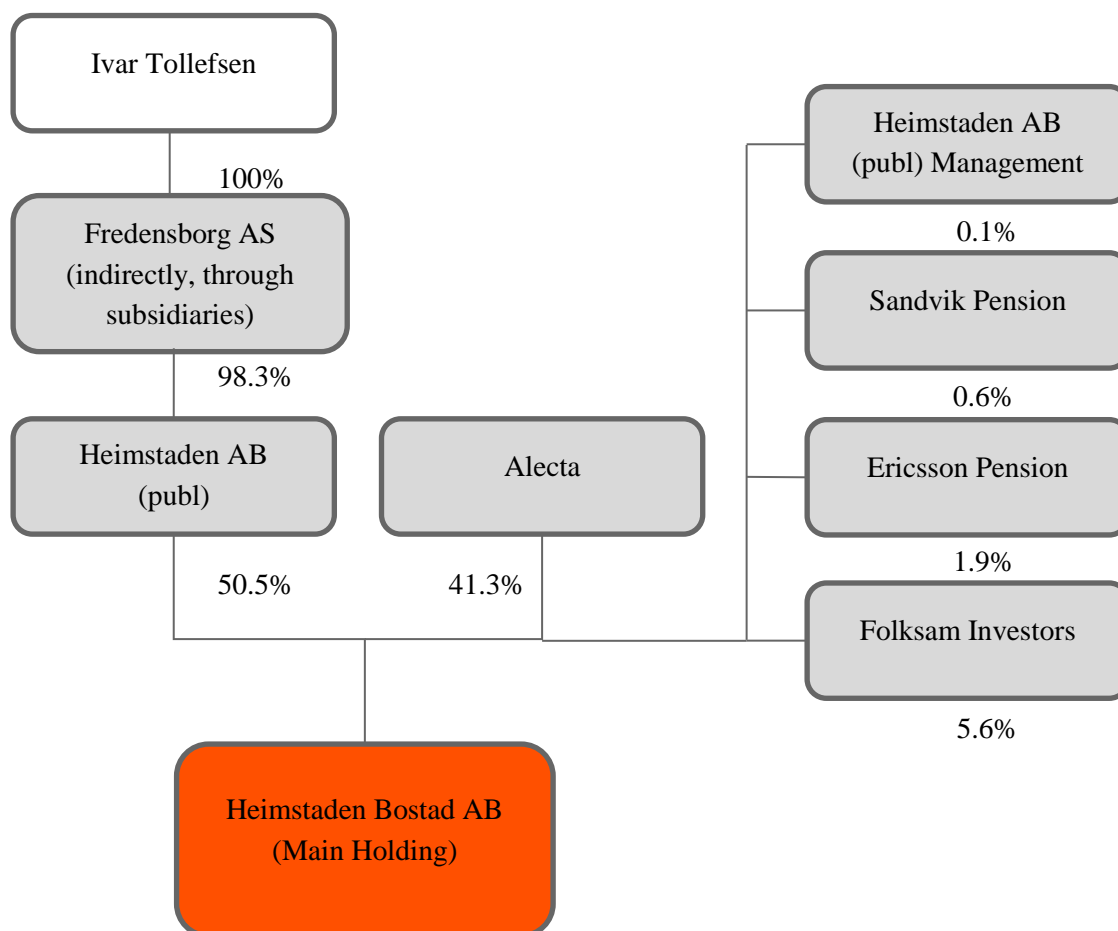 Ivar Tollefsen
100%
Fredensborg AS
(indirectly, through
subsidiaries)
98.3%
Heimstaden AB
(publ)
50.5%
Alecta
41.3%
Heimstaden AB
(publ) Management
0.1%
Sandvik Pension
0.6%
Ericsson Pension
1.9%
Folksam Investors
5.6%
Heimstaden Bostad AB
(Main Holding)